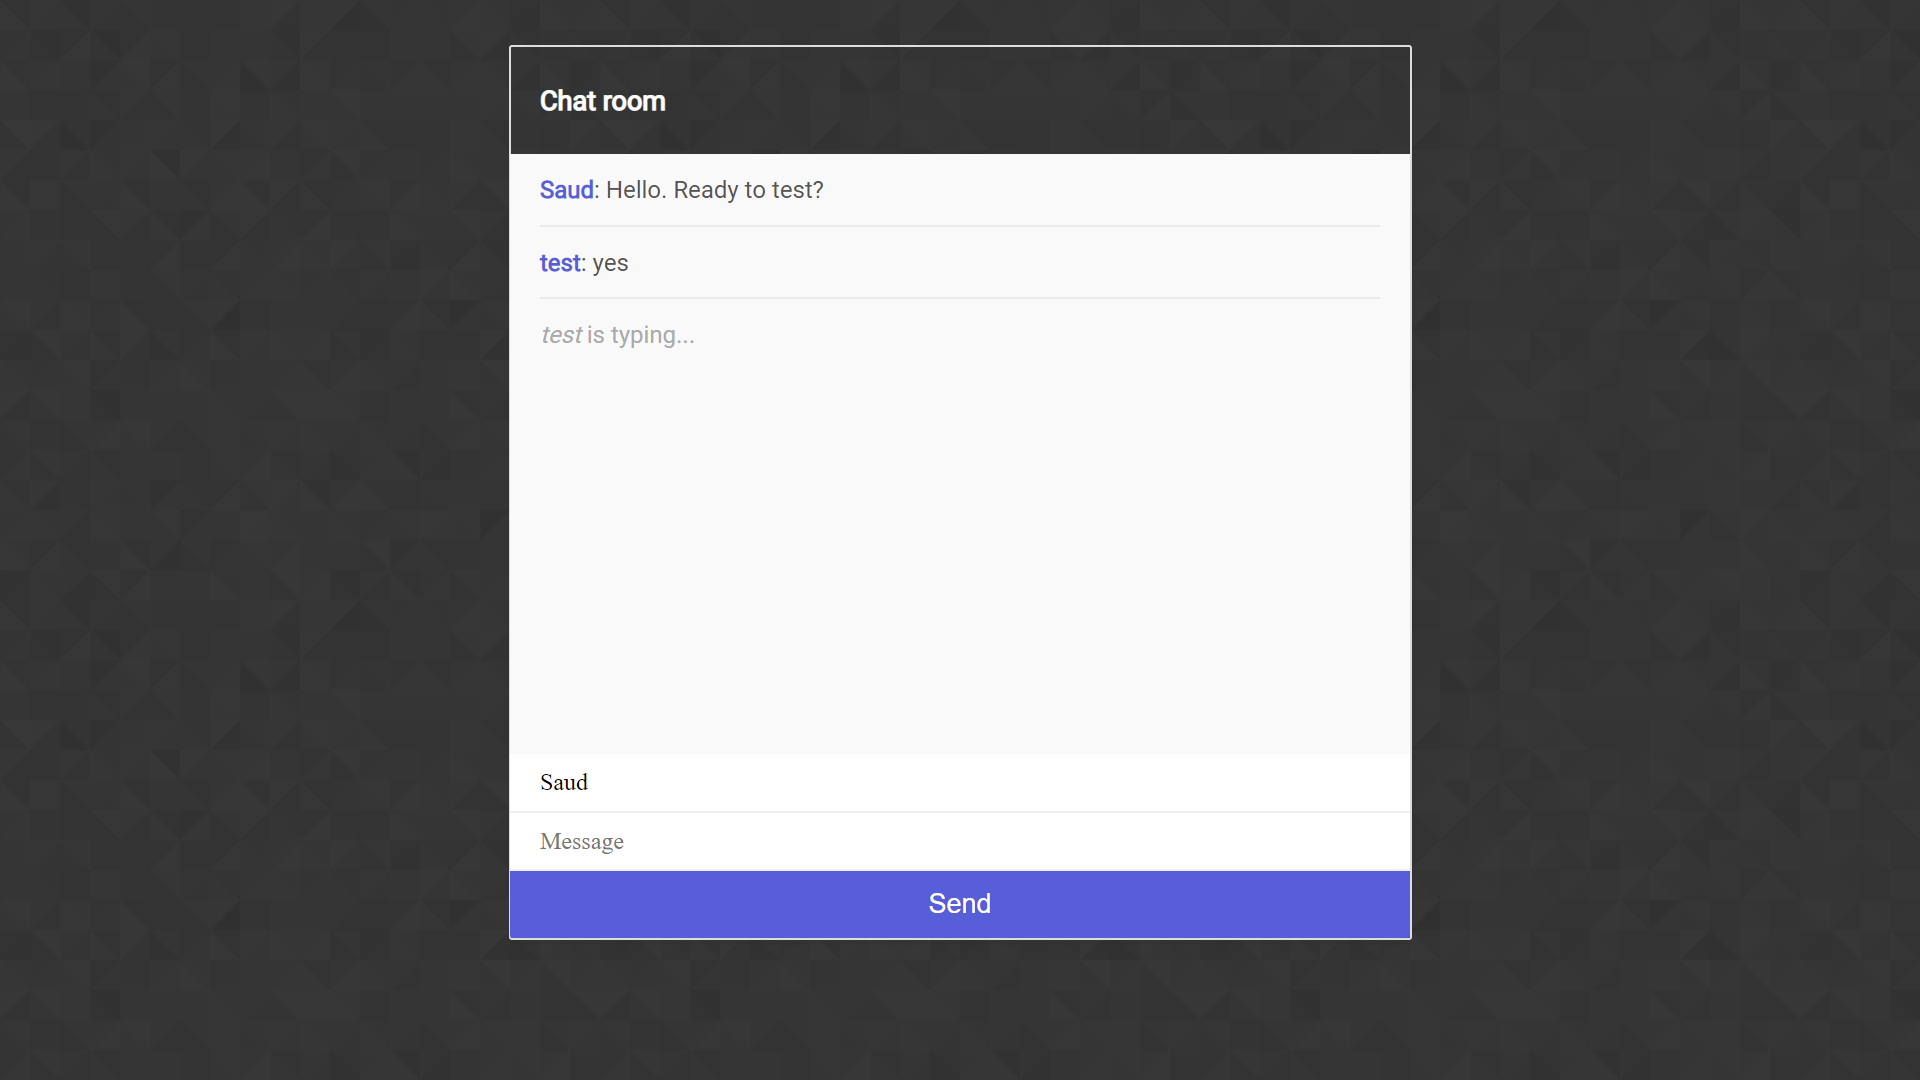 Chat room
Saud: Hello. Ready to test?
test: yes
test is typing...
Saud
Message
Send